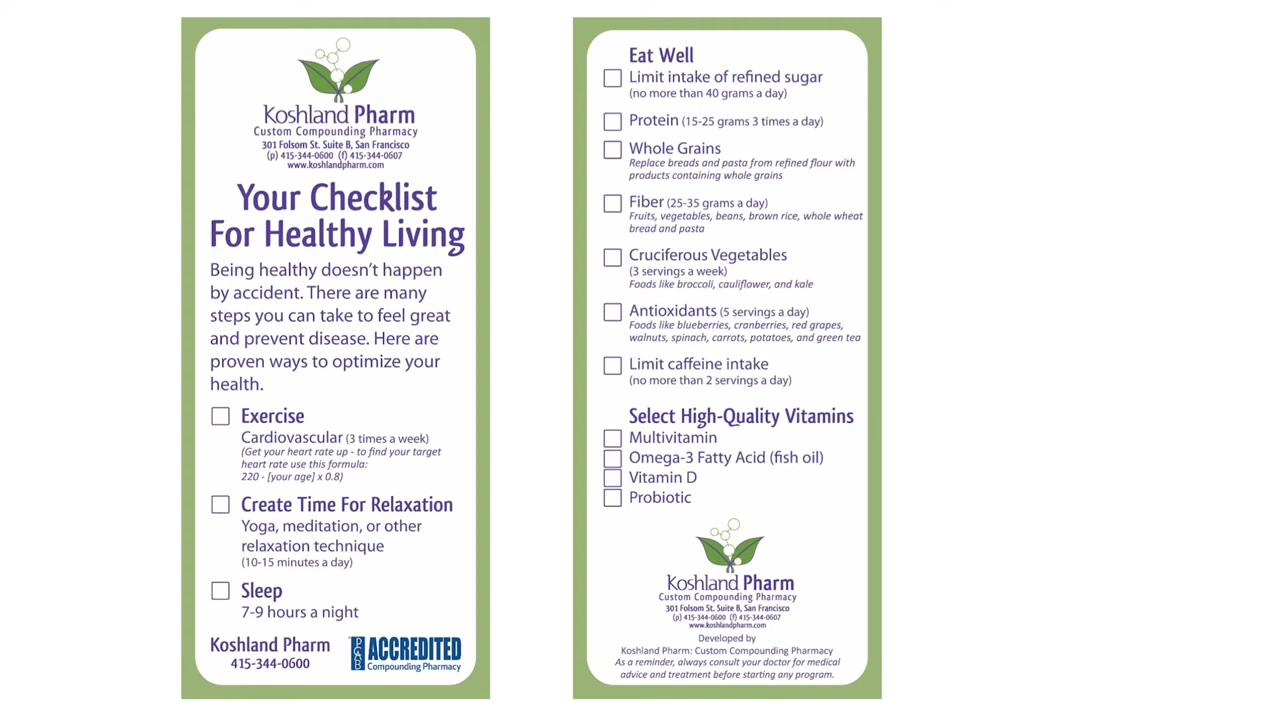 Koshland Pharm
Custom Compounding Pharmacy
301 Folsom St. Suite B, San Francisco
(p) 415-344-0600 (f) 415-344-0607
www.koshlandpharm.com
Your Checklist
For Healthy Living
Being healthy doesn't happen
by accident. There are many
steps you can take to feel great
and prevent disease. Here are
proven ways to optimize your
health.
Exercise
Cardiovascular (3 times a week)
(Get your heart rate up - to find your target
heart rate use this formula:
220 - [your age] x 0.8)
Create Time For Relaxation
Yoga, meditation, or other
relaxation technique
(10-15 minutes a day)
Sleep
7-9 hours a night
Koshland Pharm
415-344-0600
PCAB
ACCREDITED
Compounding Pharmacy
Eat Well
Limit intake of refined sugar
(no more than 40 grams a day)
Protein (15-25 grams 3 times a day)
Whole Grains
Replace breads and pasta from refined flour with
products containing whole grains
Fiber (25-35 grams a day)
Fruits, vegetables, beans, brown rice, whole wheat
bread and pasta
Cruciferous Vegetables
(3 servings a week)
Foods like broccoli, cauliflower, and kale
Antioxidants (5 servings a day)
Foods like blueberries, cranberries, red grapes,
walnuts, spinach, carrots, potatoes, and green tea
Limit caffeine intake
(no more than 2 servings a day)
Select High-Quality Vitamins
Multivitamin
Omega-3 Fatty Acid (fish oil)
Vitamin D
Probiotic
Koshland Pharm
Custom Compounding Pharmacy
301 Folsom St. Suite B, San Francisco
(p) 415-344-0600 (f) 415-344-0607
www.koshlandpharm.com
Developed by
Koshland Pharm: Custom Compounding Pharmacy
As a reminder, always consult your doctor for medical
advice and treatment before starting any program.